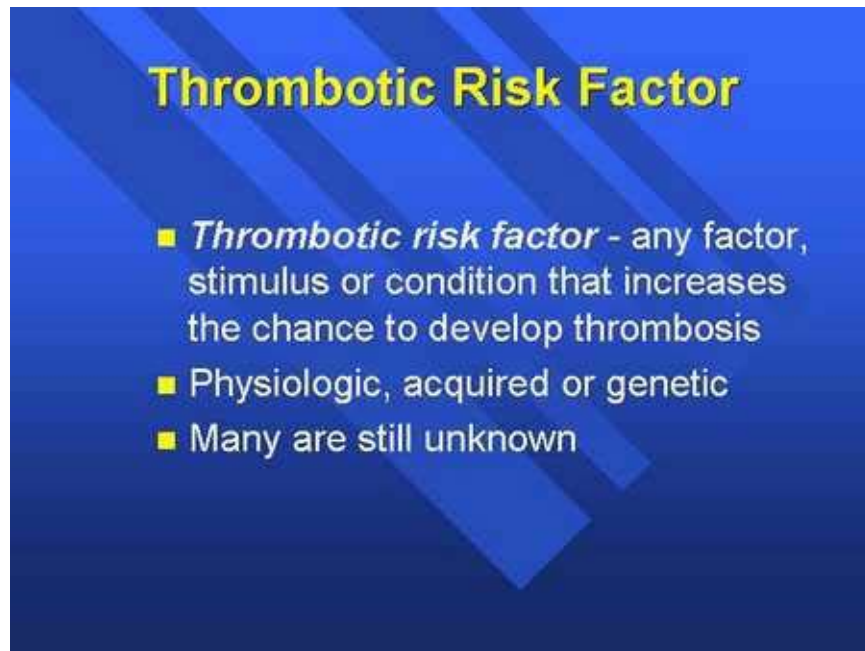 Thrombotic Risk Factor
Thrombotic risk factor - any factor,
stimulus or condition that increases
the chance to develop thrombosis
Physiologic, acquired or genetic
Many are still unknown